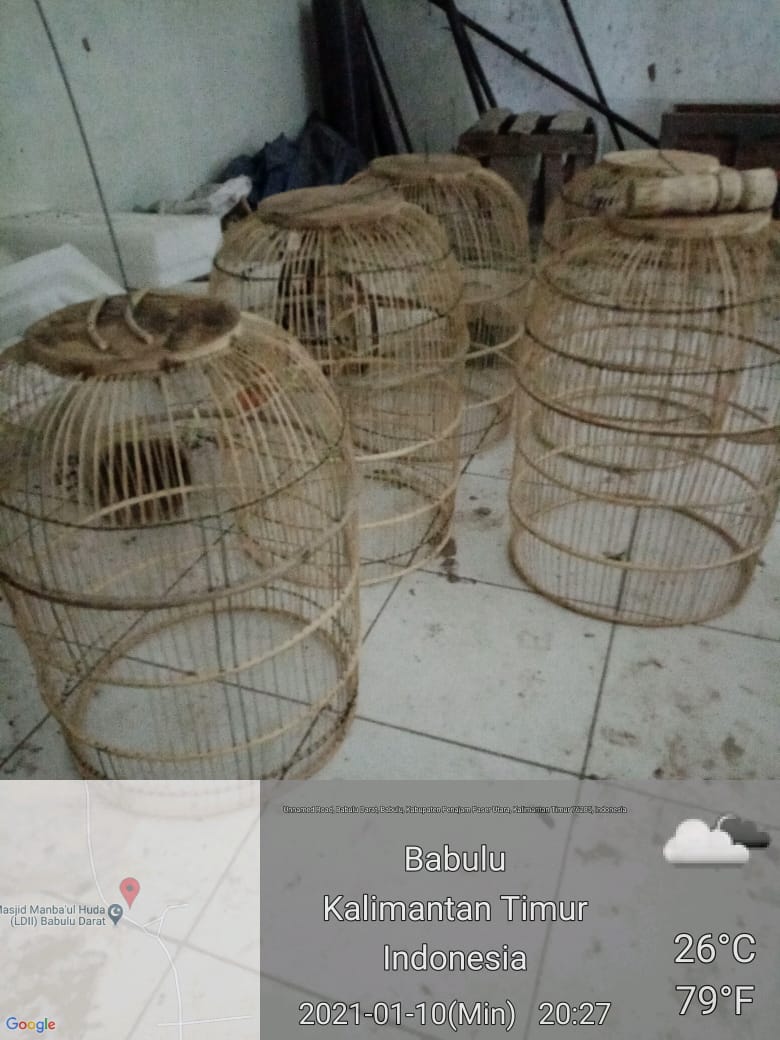 Unnamed Road, Babulu Darat, Babulu, Kabupaten Penajam Paser Utara, Kalimantan Timur 76285, Indonesia
Babulu
Kalimantan Timur
Indonesia
2021-01-10(Min) 20:27
26°C
79°F
Masjid Manba'ul Huda
(LDII) Babulu Darat
Google